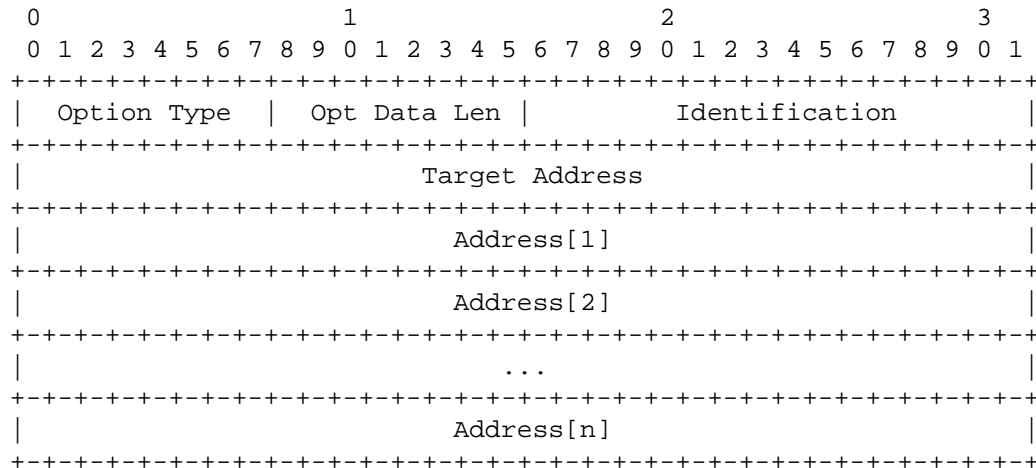 0                   1                   2                   3
 0 1 2 3 4 5 6 7 8 9 0 1 2 3 4 5 6 7 8 9 0 1 2 3 4 5 6 7 8 9 0 1
+-+-+-+-+-+-+-+-+-+-+-+-+-+-+-+-+-+-+-+-+-+-+-+-+-+-+-+-+-+-+-+-+
|  Option Type  |  Opt Data Len |         Identification        |
+-+-+-+-+-+-+-+-+-+-+-+-+-+-+-+-+-+-+-+-+-+-+-+-+-+-+-+-+-+-+-+-+
|                         Target Address                        |
+-+-+-+-+-+-+-+-+-+-+-+-+-+-+-+-+-+-+-+-+-+-+-+-+-+-+-+-+-+-+-+-+
|                           Address[1]                          |
+-+-+-+-+-+-+-+-+-+-+-+-+-+-+-+-+-+-+-+-+-+-+-+-+-+-+-+-+-+-+-+-+
|                           Address[2]                          |
+-+-+-+-+-+-+-+-+-+-+-+-+-+-+-+-+-+-+-+-+-+-+-+-+-+-+-+-+-+-+-+-+
|                              ...                              |
+-+-+-+-+-+-+-+-+-+-+-+-+-+-+-+-+-+-+-+-+-+-+-+-+-+-+-+-+-+-+-+-+
|                           Address[n]                          |
+-+-+-+-+-+-+-+-+-+-+-+-+-+-+-+-+-+-+-+-+-+-+-+-+-+-+-+-+-+-+-+-+